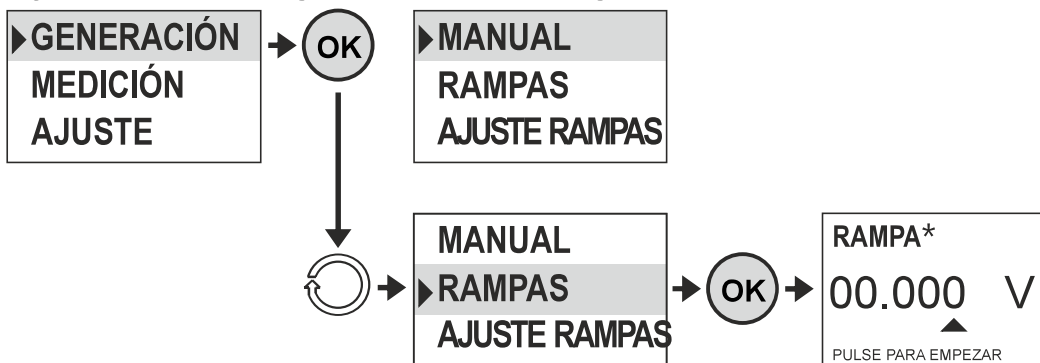 GENERACIÓN
MEDICIÓN
AJUSTE
OK
MANUAL
RAMPAS
AJUSTE RAMPAS
MANUAL
RAMPAS
AJUSTE RAMPAS
OK
RAMPA*
00.000 V
PULSE PARA EMPEZAR